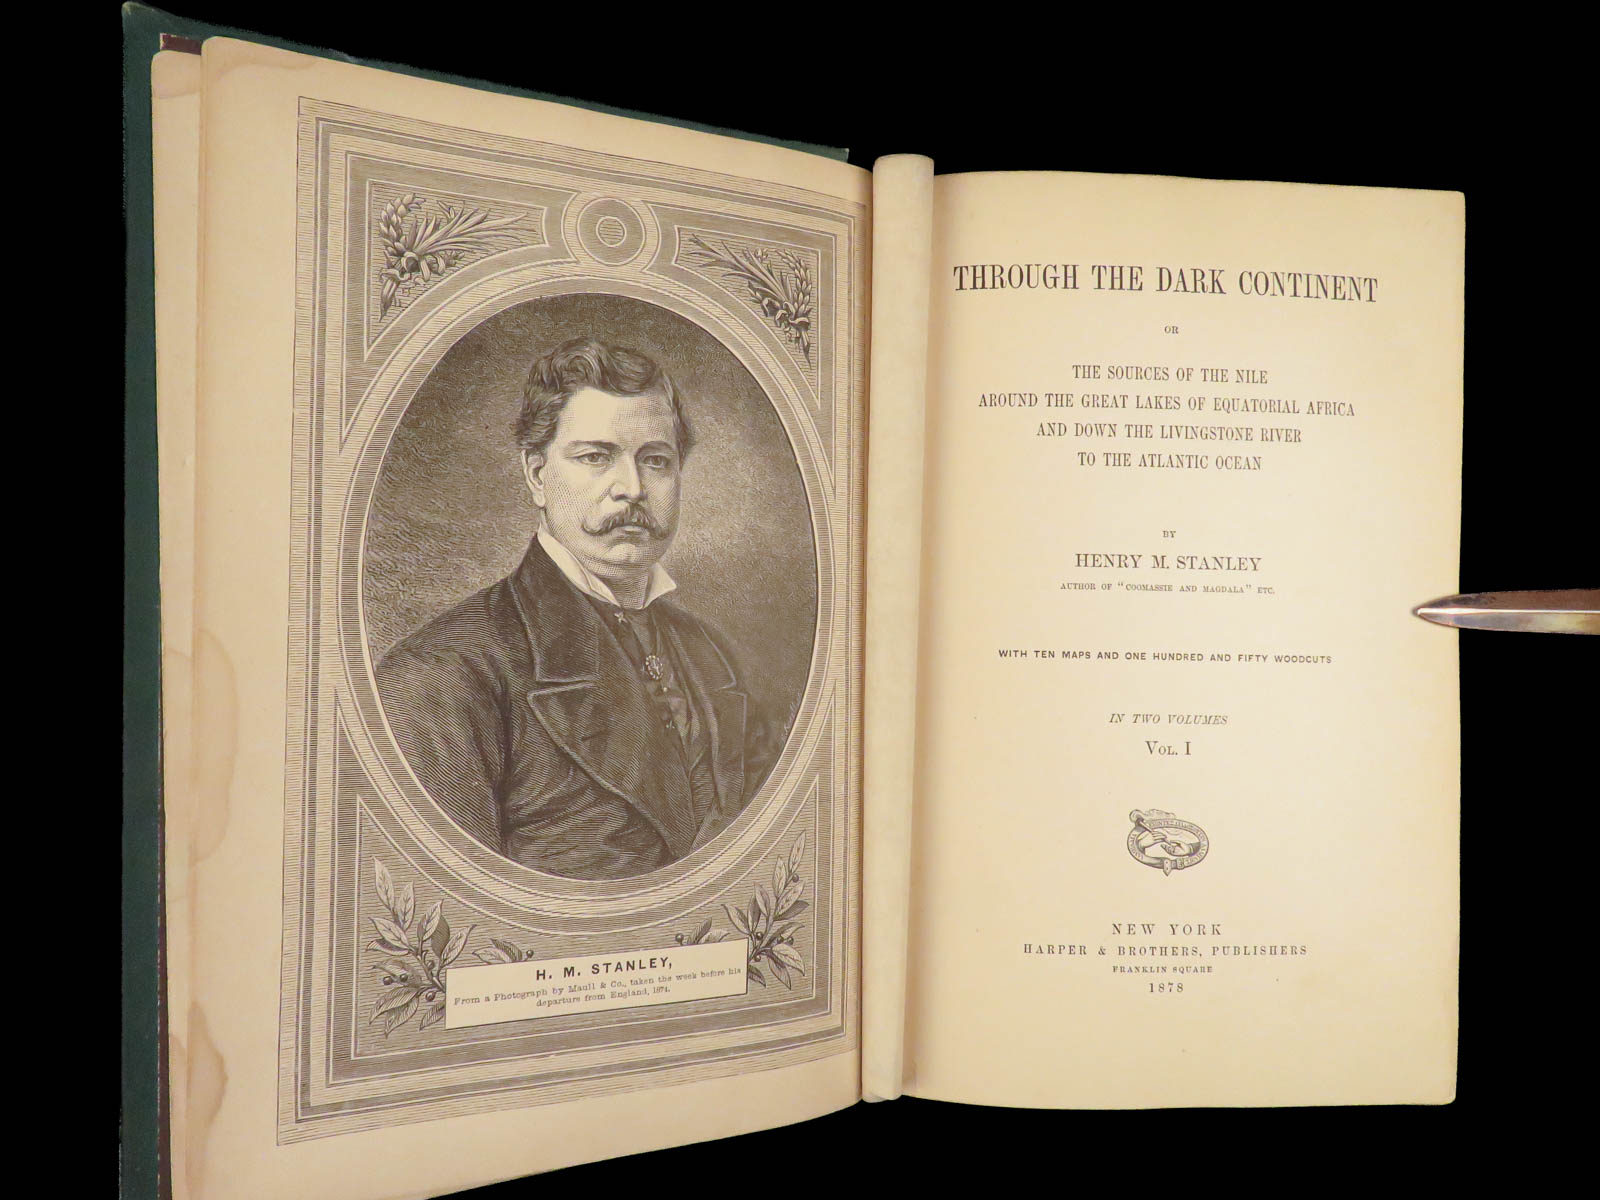 H. M. STANLEY,
From a Photograph by Maull & Co., taken the week before his
departure from England, 1874.
THROUGH THE DARK CONTINENT
OR
THE SOURCES OF THE NILE
AROUND THE GREAT LAKES OF EQUATORIAL AFRICA
AND DOWN THE LIVINGSTONE RIVER
TO THE ATLANTIC OCEAN
BY
HENRY M. STANLEY
AUTHOR OF "COOMASSIE AND MAGDALA" ETC.
WITH TEN MAPS AND ONE HUNDRED AND FIFTY WOODCUTS
IN TWO VOLUMES
VOL. I
NEW YORK
HARPER & BROTHERS, PUBLISHERS
FRANKLIN SQUARE
1878